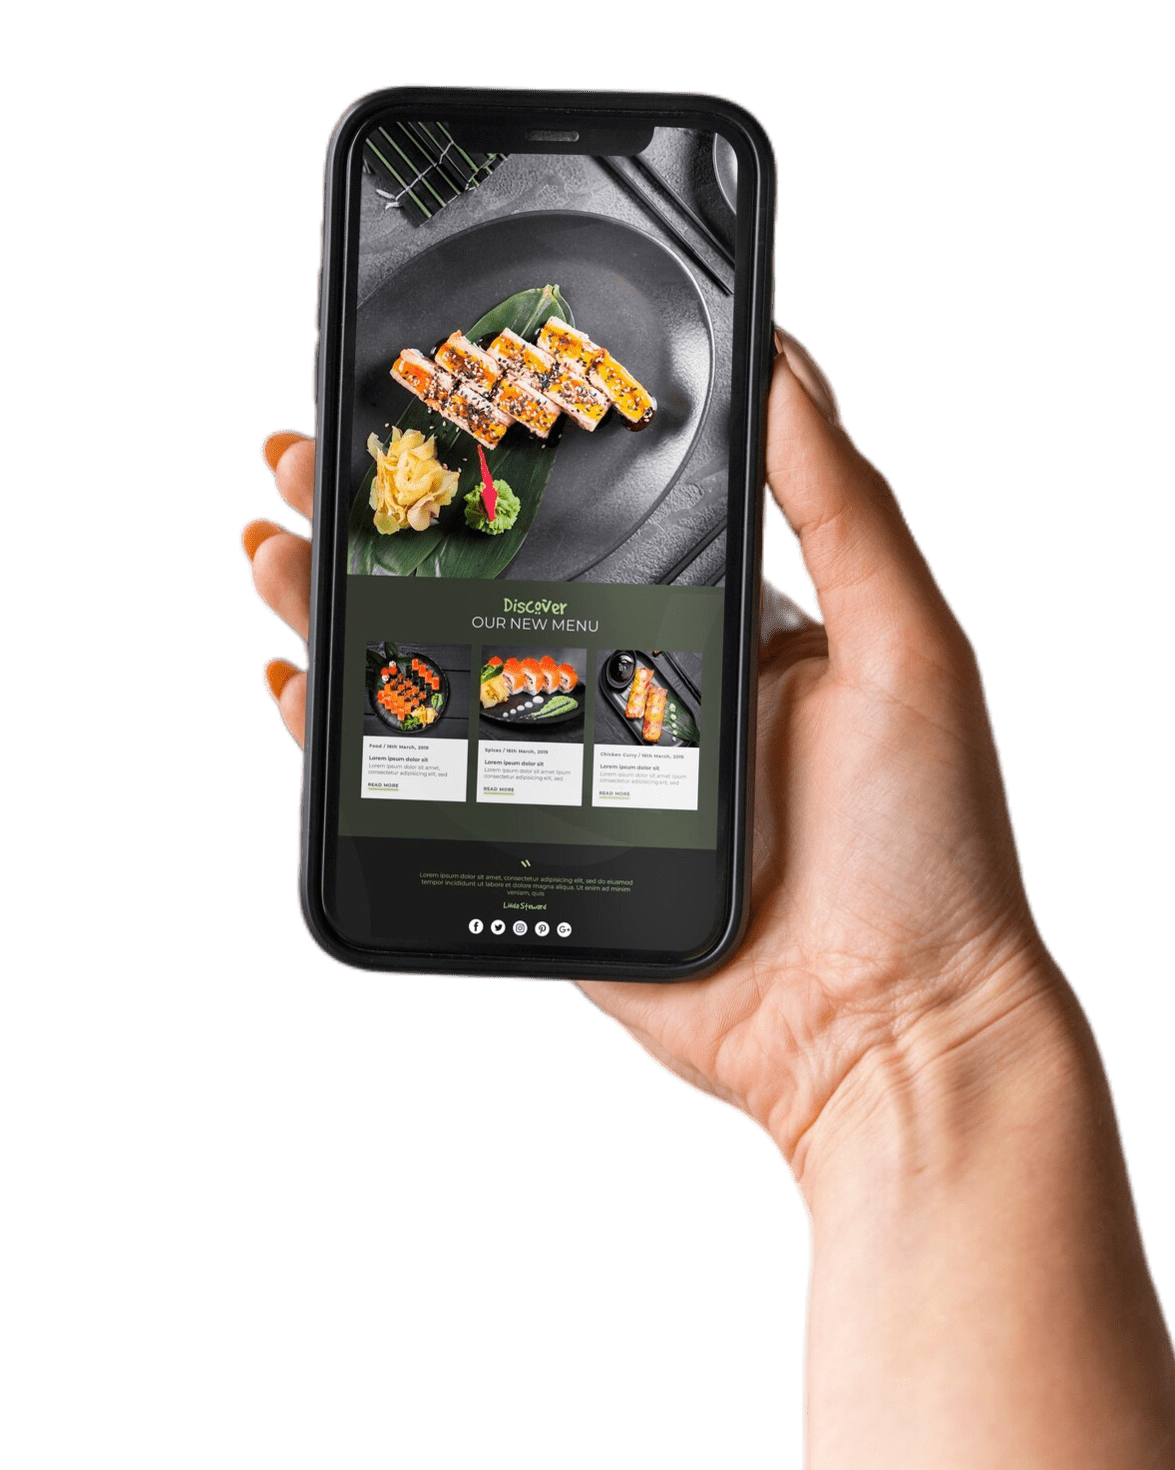 Discover
OUR NEW MENU
Food / 16th March, 2019
Lorem ipsum dolor sit
Lorem ipsum dolor sit amet,
consectetur adipisicing elit, sed
READ MORE
Spices / 16th March, 2019
Lorem ipsum dolor sit
Lorem ipsum dolor sit amet, dolor ipsum
consectetur adipisicing elit, sed
READ MORE
Chicken Curry / 16th March, 2019
Lorem ipsum dolor sit
Lorem ipsum dolor sit amet,
consectetur adipisicing elit, sed
READ MORE
Lorem ipsum dolor sit amet, consectetur adipisicing elit, sed do eiusmod
tempor incididunt ut labore et dolore magna aliqua. Ut enim ad minim
veniam, quis
Little Steward
f
G+